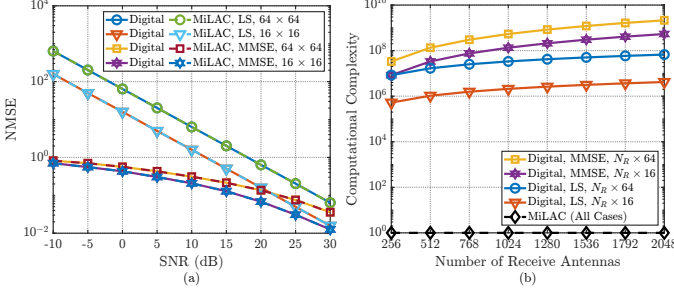 Digital MiLAC, LS, 64 × 64
Digital MiLAC, LS, 16 × 16
Digital MiLAC, MMSE, 64 × 64
Digital MiLAC, MMSE, 16 × 16
10^4
10^2
10^0
10^-2
NMSE
-10 -5 0 5 10 15 20 25 30
SNR (dB)
(a)
10^10
10^8
10^6
10^4
10^2
10^0
Computational Complexity
Digital, MMSE, N_R × 64
Digital, MMSE, N_R × 16
Digital, LS, N_R × 64
Digital, LS, N_R × 16
MiLAC (All Cases)
256 512 768 1024 1280 1536 1792 2048
Number of Receive Antennas
(b)